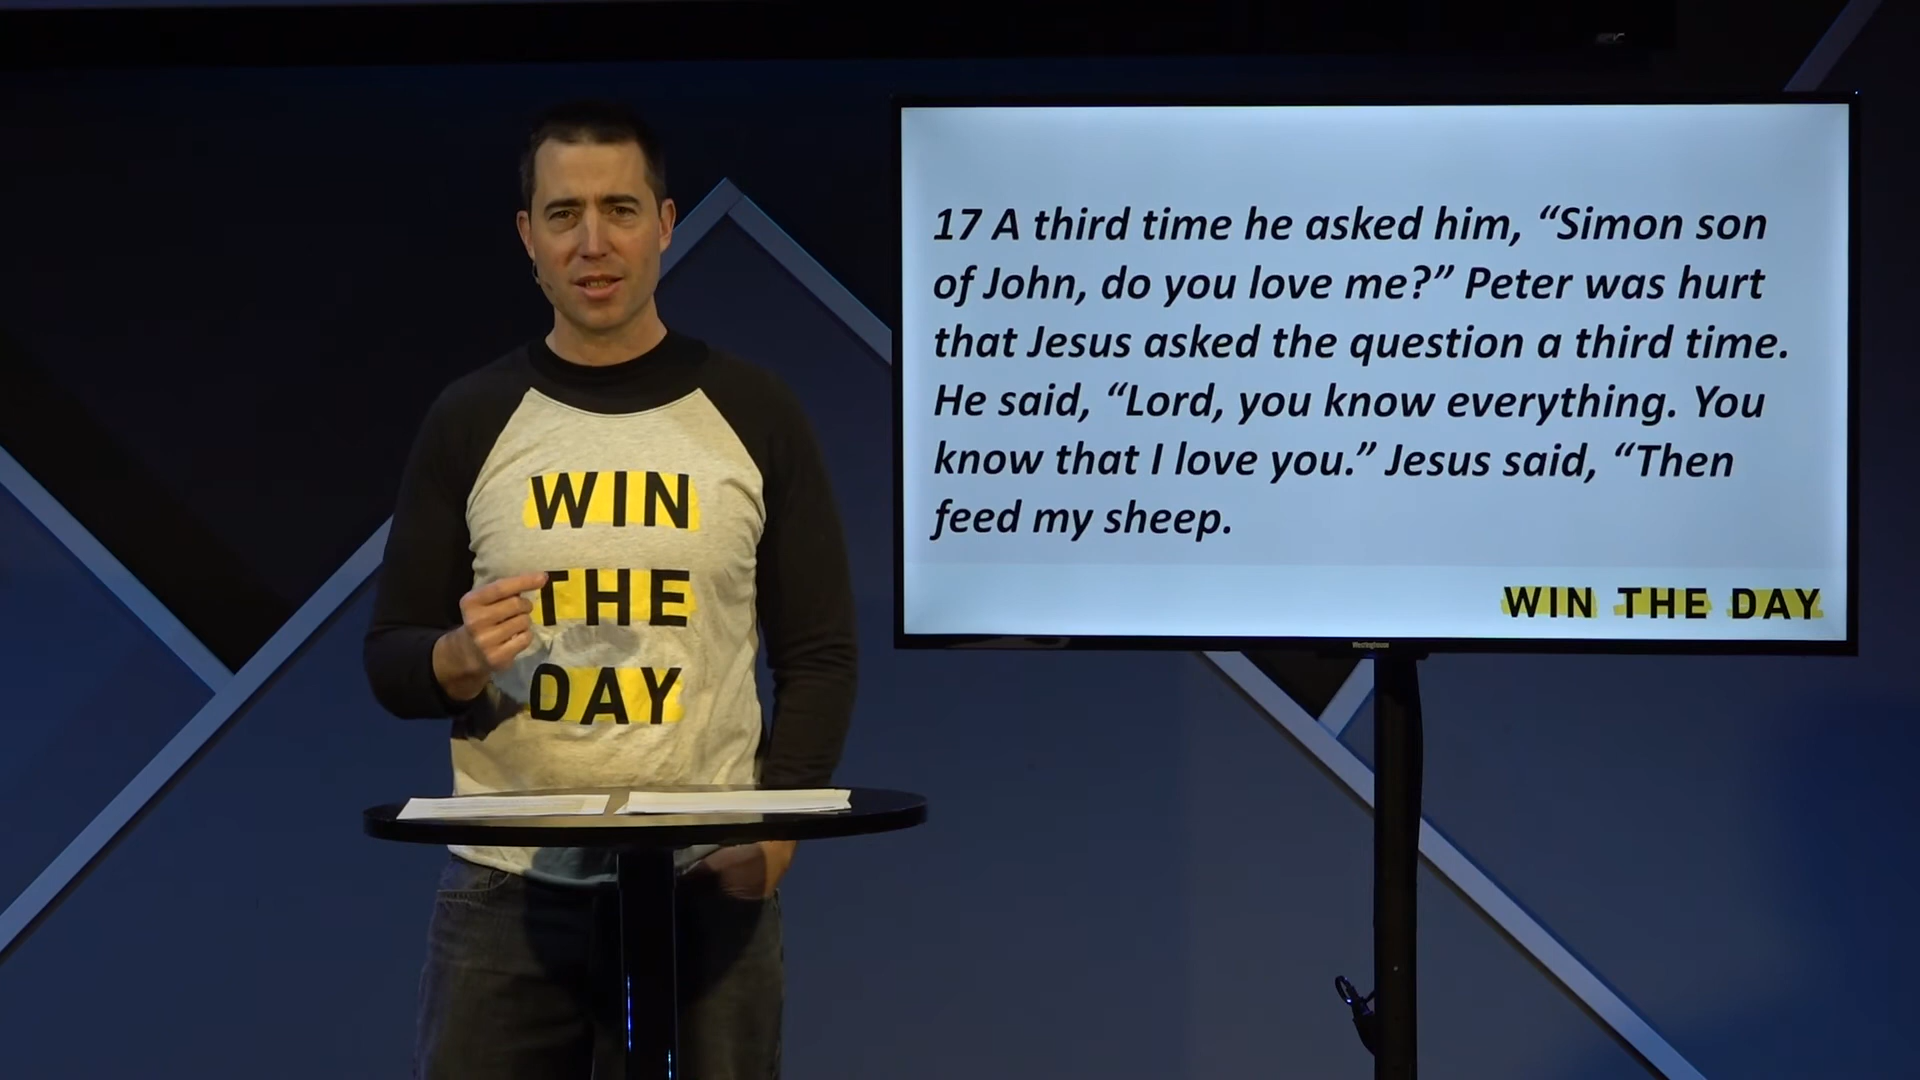 17 A third time he asked him, “Simon son
of John, do you love me?” Peter was hurt
that Jesus asked the question a third time.
He said, “Lord, you know everything. You
know that I love you.” Jesus said, “Then
feed my sheep.
WIN THE DAY
Westinghouse
WIN
THE
DAY